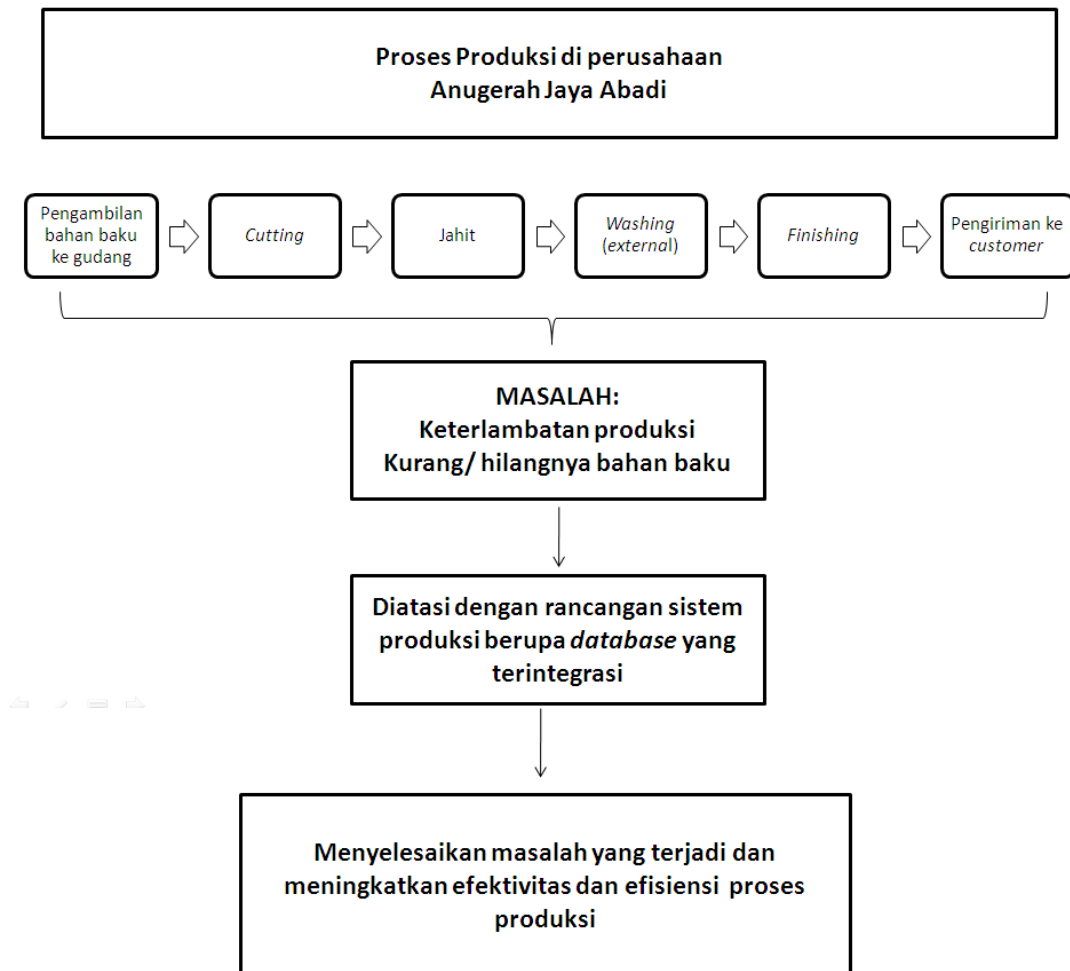 Proses Produksi di perusahaan
Anugerah Jaya Abadi
Pengambilan
bahan baku
ke gudang
Cutting
Jahit
Washing
(external)
Finishing
Pengiriman ke
customer
MASALAH:
Keterlambatan produksi
Kurang/ hilangnya bahan baku
Diatasi dengan rancangan sistem
produksi berupa database yang
terintegrasi
Menyelesaikan masalah yang terjadi dan
meningkatkan efektivitas dan efisiensi proses
produksi